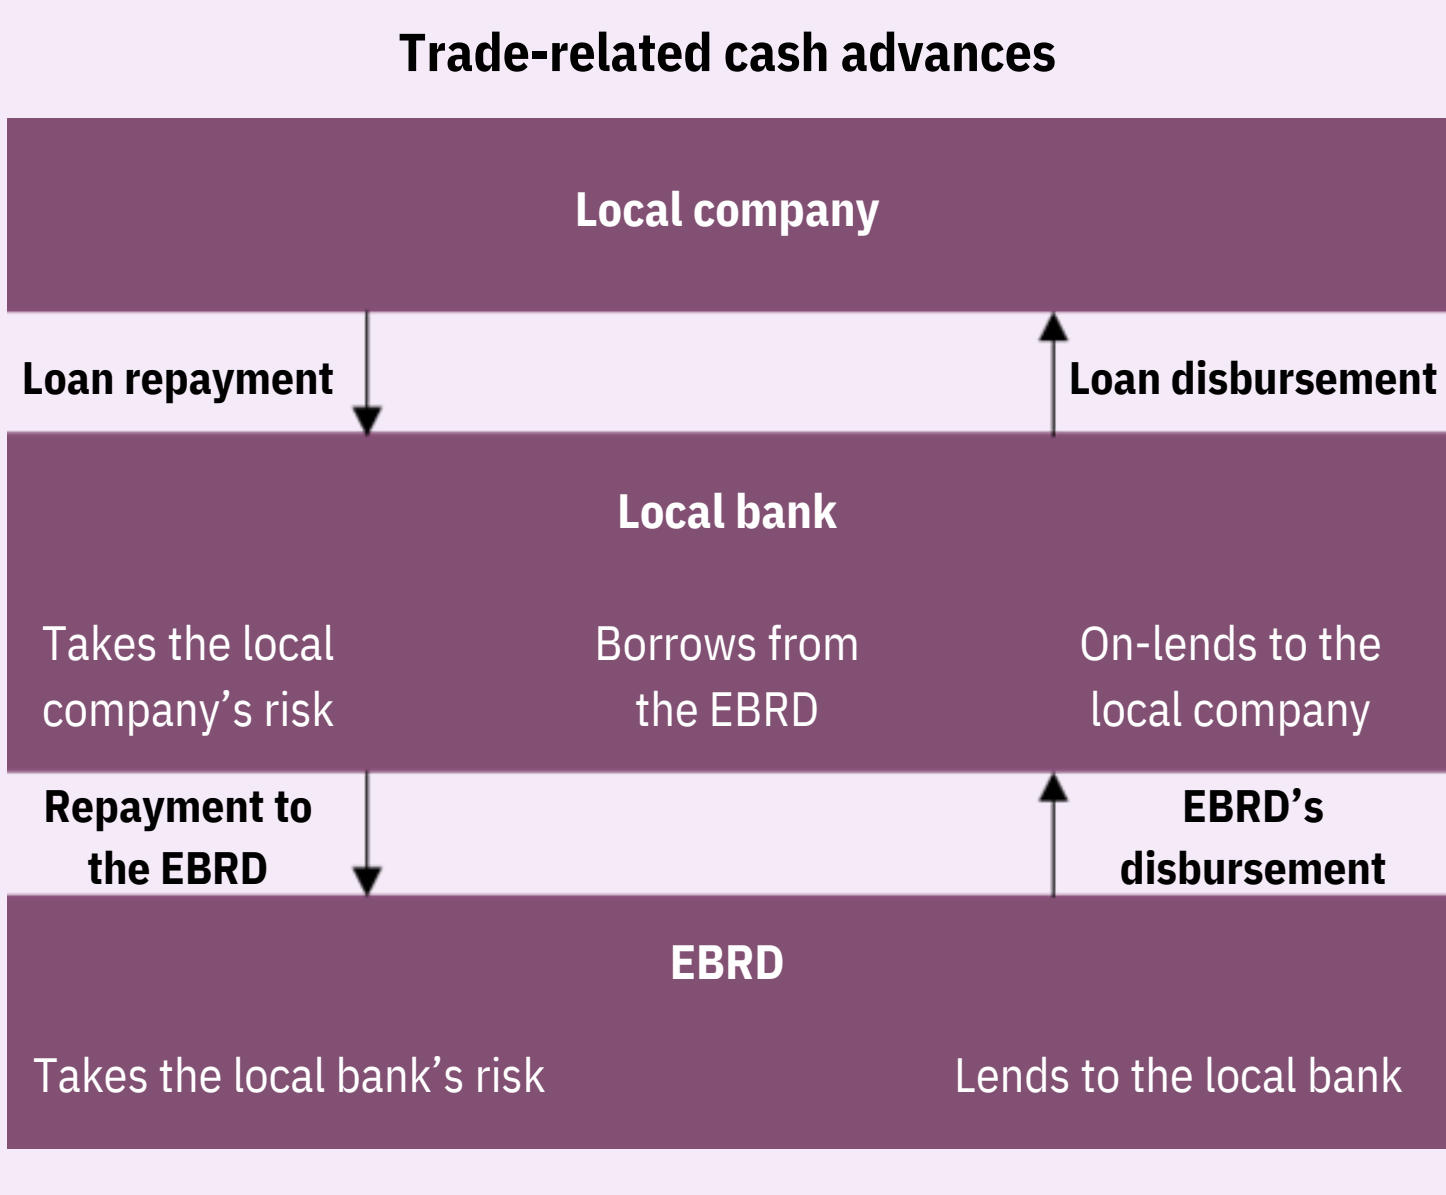 Trade-related cash advances
Local company
Loan repayment
Loan disbursement
Local bank
Takes the local
company’s risk
Borrows from
the EBRD
On-lends to the
local company
Repayment to
the EBRD
EBRD’s
disbursement
EBRD
Takes the local bank’s risk
Lends to the local bank